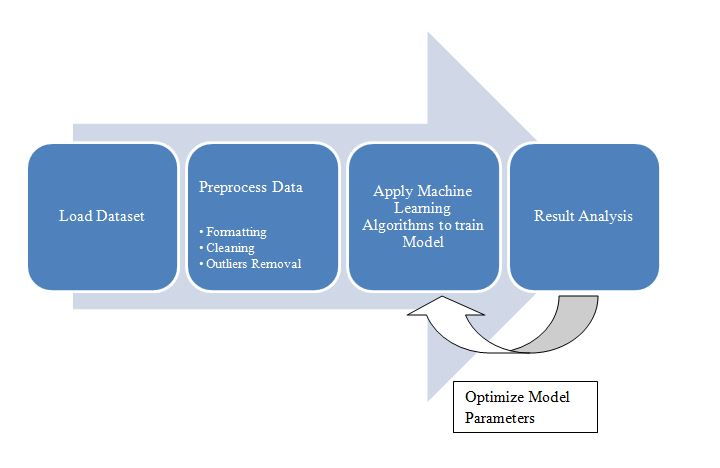 Load Dataset
Preprocess Data
• Formatting
• Cleaning
• Outliers Removal
Apply Machine
Learning
Algorithms to train
Model
Result Analysis
Optimize Model
Parameters